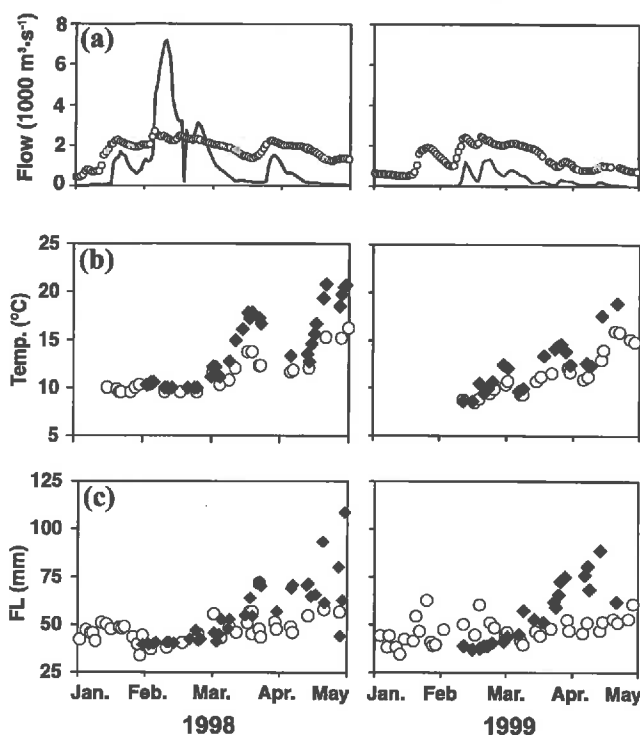 (a)
Flow (1000 m³·s⁻¹)
8
6
4
2
0
(b)
Temp. (°C)
25
20
15
10
5
(c)
FL (mm)
125
100
75
50
25
Jan. Feb. Mar. Apr. May
Jan. Feb Mar. Apr. May
1998
1999